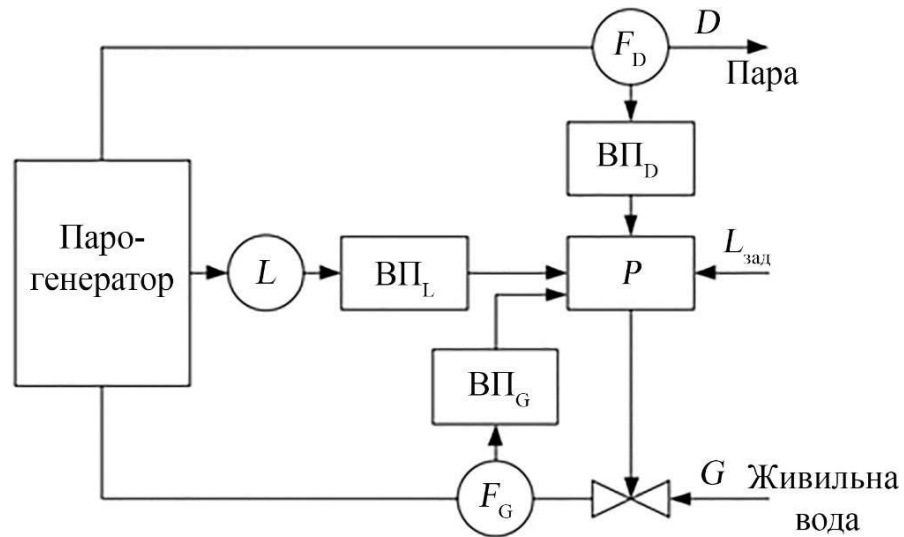 D
F_D
Пара
ВП_D
Паро-
генератор
L
ВП_L
P
L_зад
ВП_G
F_G
G
Живильна
вода